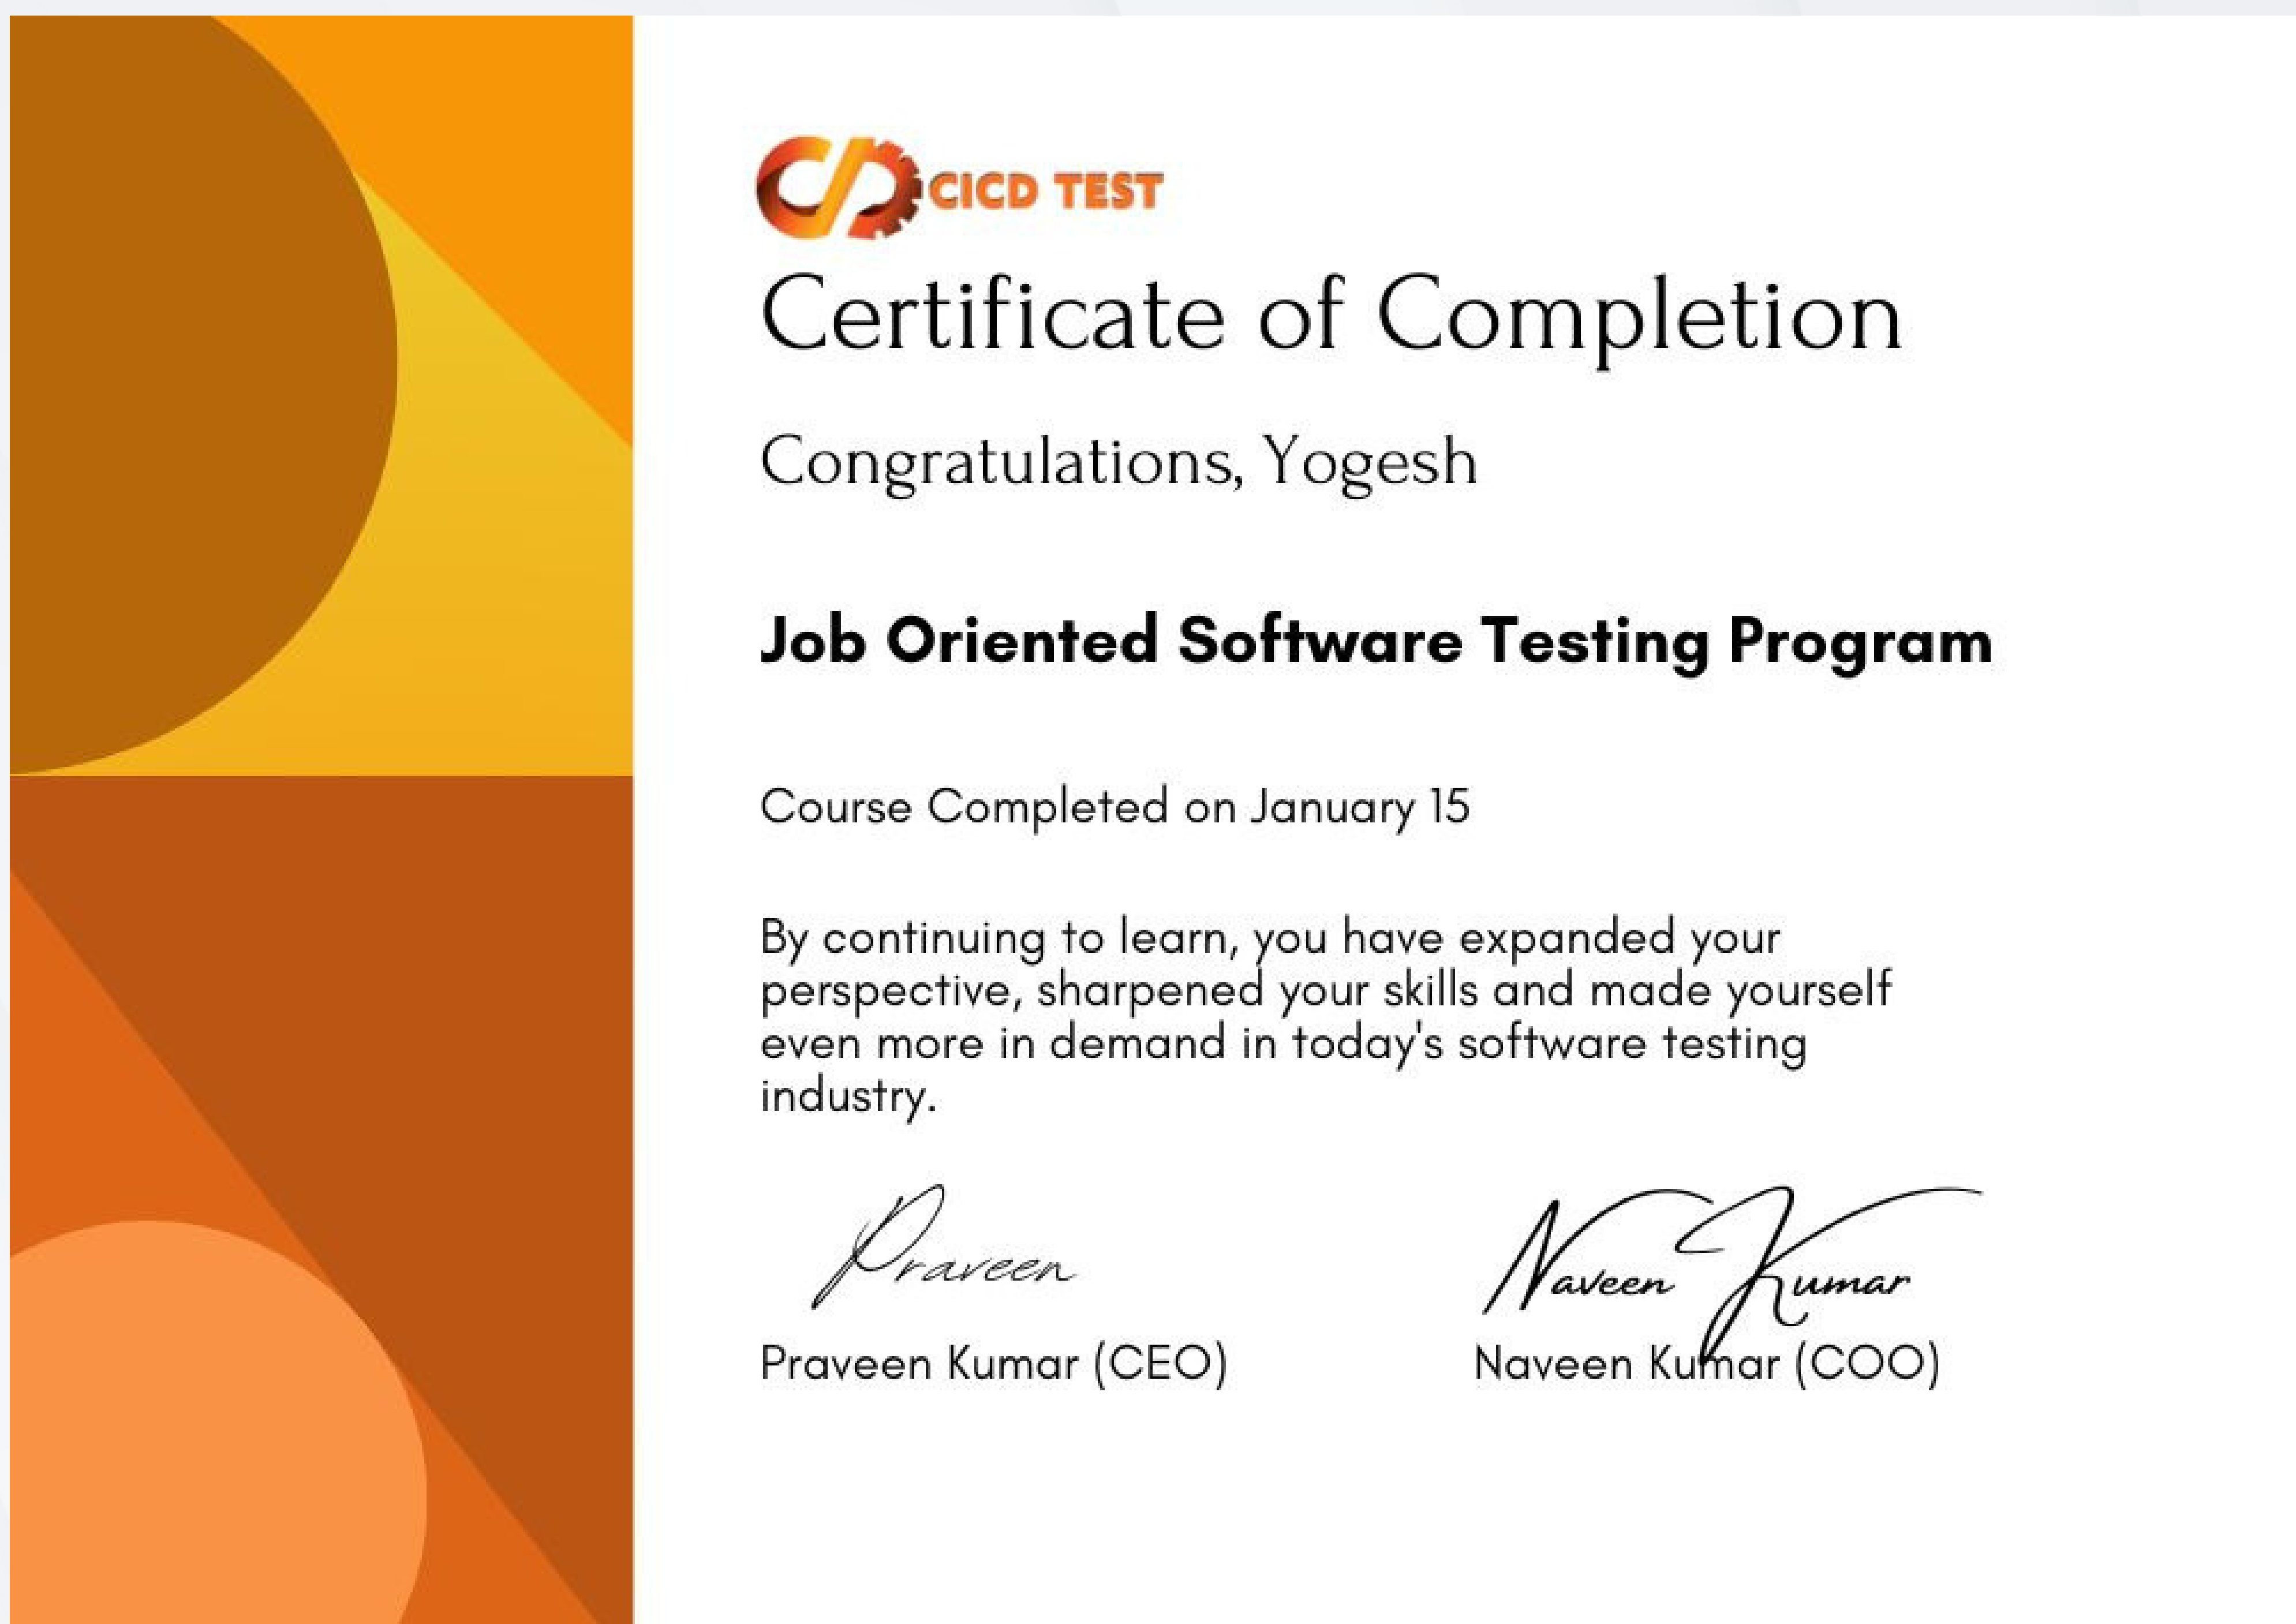 CICD TEST
Certificate of Completion
Congratulations, Yogesh
Job Oriented Software Testing Program
Course Completed on January 15
By continuing to learn, you have expanded your
perspective, sharpened your skills and made yourself
even more in demand in today's software testing
industry.
Praveen
Naveen Kumar
Praveen Kumar (CEO)
Naveen Kumar (COO)